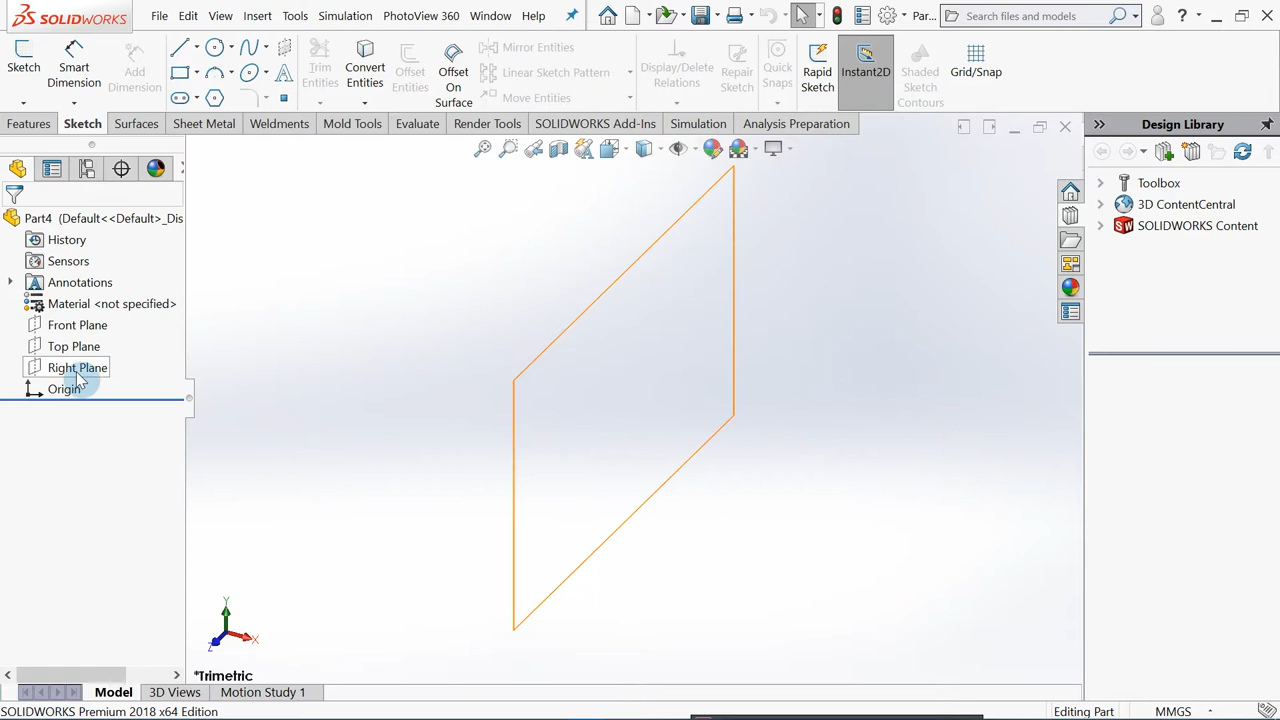 SOLIDWORKS File Edit View Insert Tools Simulation PhotoView 360 Window Help Par... Search files and models ?
Sketch Smart Dimension Add Dimension Trim Entities Convert Entities Offset Entities Offset On Surface Mirror Entities Linear Sketch Pattern Move Entities Display/Delete Relations Repair Sketch Quick Snaps Rapid Sketch Instant2D Shaded Sketch Contours Grid/Snap
Features Sketch Surfaces Sheet Metal Weldments Mold Tools Evaluate Render Tools SOLIDWORKS Add-Ins Simulation Analysis Preparation
Design Library
Part4 (Default<<Default>_Dis
History
Sensors
Annotations
Material <not specified>
Front Plane
Top Plane
Right Plane
Origin
Toolbox
3D ContentCentral
SOLIDWORKS Content
Y
X
Z
*Trimetric
Model 3D Views Motion Study 1
SOLIDWORKS Premium 2018 x64 Edition Editing Part MMGS